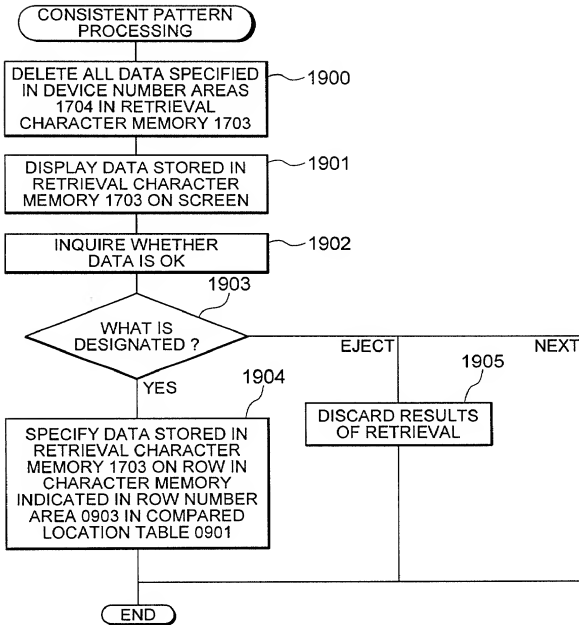 CONSISTENT PATTERN
PROCESSING
DELETE ALL DATA SPECIFIED
IN DEVICE NUMBER AREAS
1704 IN RETRIEVAL
CHARACTER MEMORY 1703
1900
DISPLAY DATA STORED IN
RETRIEVAL CHARACTER
MEMORY 1703 ON SCREEN
1901
INQUIRE WHETHER
DATA IS OK
1902
1903
WHAT IS
DESIGNATED ?
EJECT
NEXT
YES
1904
SPECIFY DATA STORED IN
RETRIEVAL CHARACTER
MEMORY 1703 ON ROW IN
CHARACTER MEMORY
INDICATED IN ROW NUMBER
AREA 0903 IN COMPARED
LOCATION TABLE 0901
1905
DISCARD RESULTS
OF RETRIEVAL
END